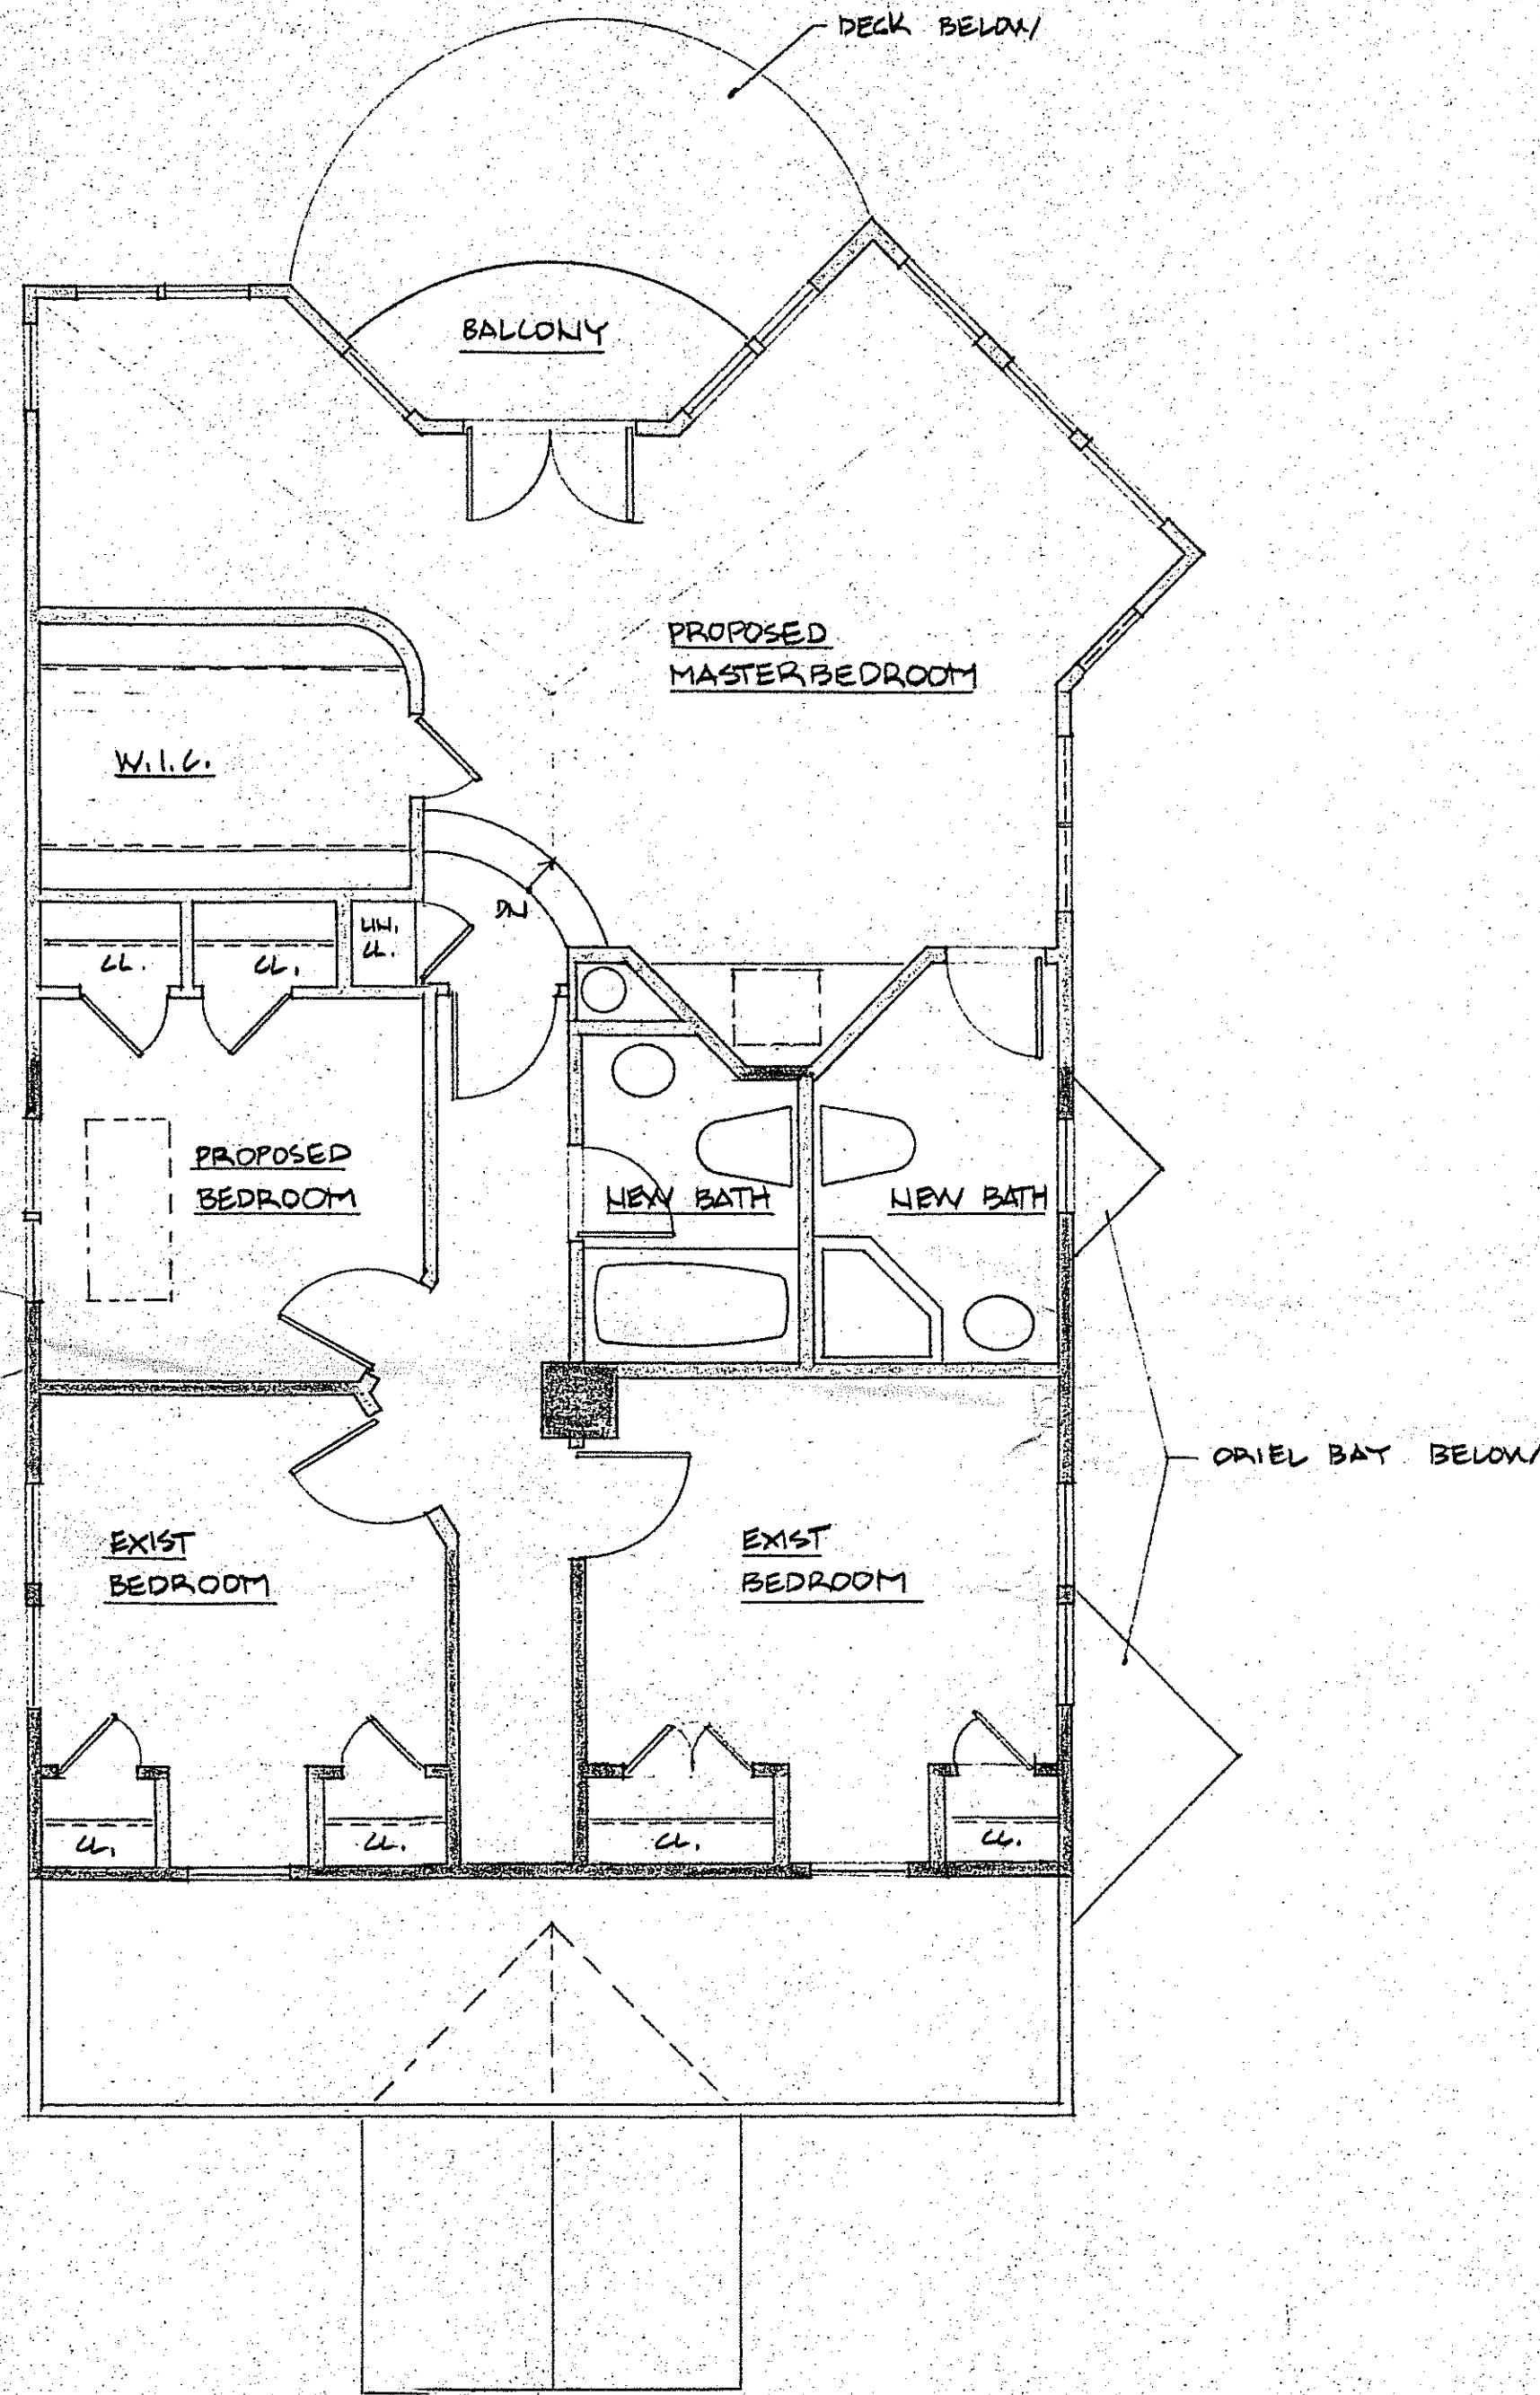 DECK BELOW
BALCONY
PROPOSED
MASTER BEDROOM
W.I.C.
DN
LIN.
CL.
CL.
CL.
PROPOSED
BEDROOM
NEW BATH
NEW BATH
ORIEL BAY BELOW
EXIST
BEDROOM
EXIST
BEDROOM
CL.
CL.
CL.
CL.